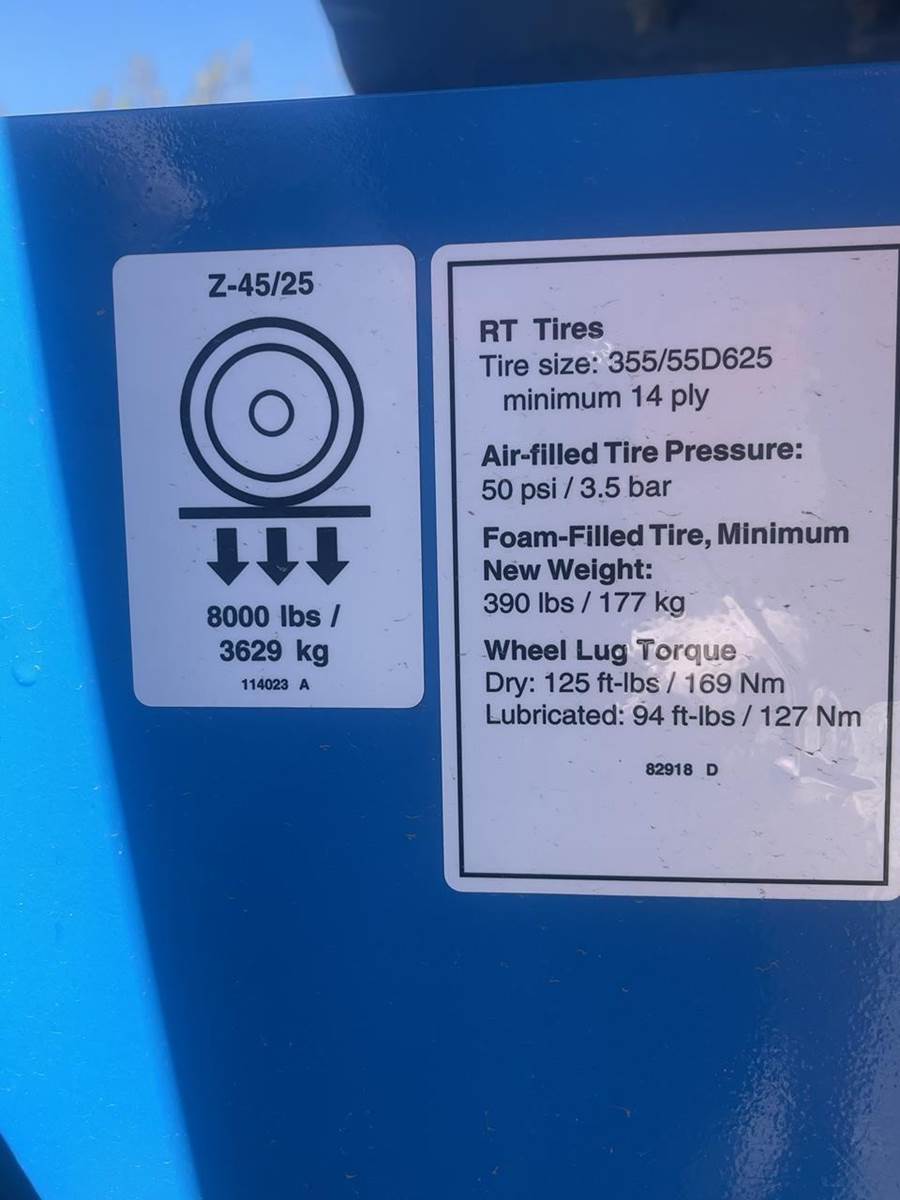 Z-45/25
8000 lbs /
3629 kg
114023 A
RT Tires
Tire size: 355/55D625
minimum 14 ply
Air-filled Tire Pressure:
50 psi / 3.5 bar
Foam-Filled Tire, Minimum
New Weight:
390 lbs / 177 kg
Wheel Lug Torque
Dry: 125 ft-lbs / 169 Nm
Lubricated: 94 ft-lbs / 127 Nm
82918 D